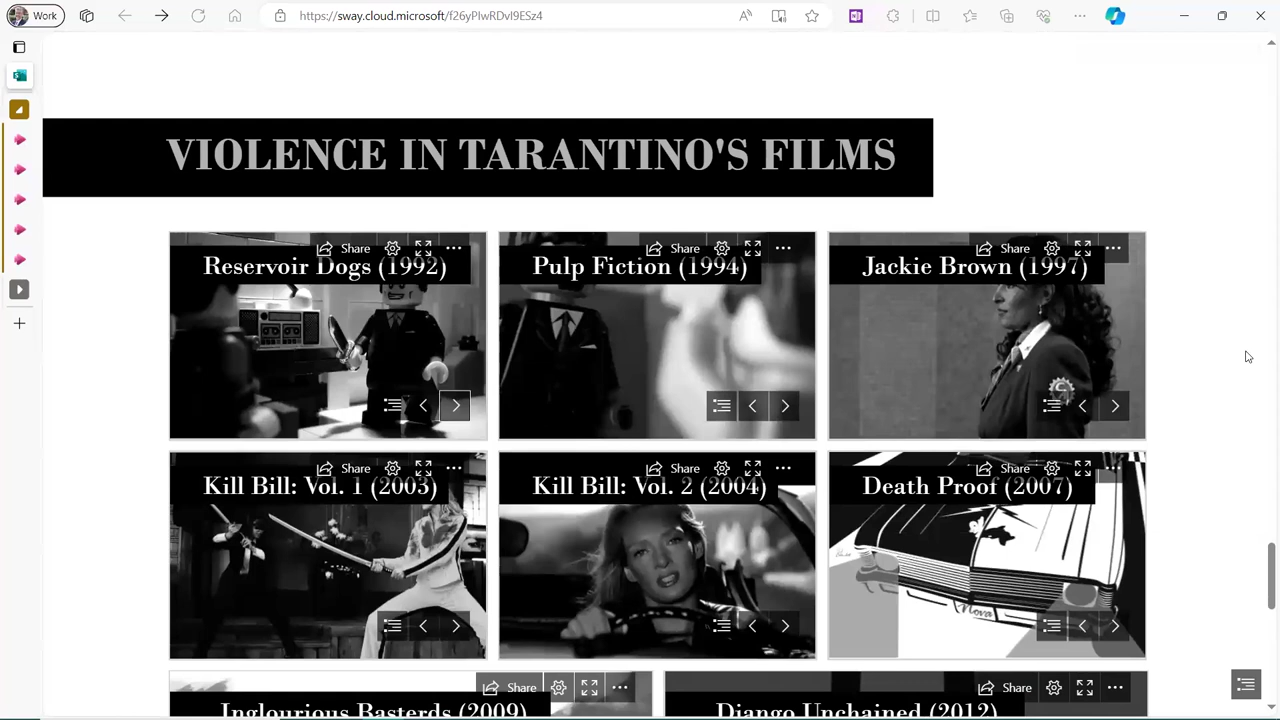 Work
https://sway.cloud.microsoft/f26yPlwRDvI9ESz4
VIOLENCE IN TARANTINO'S FILMS
Share
Reservoir Dogs (1992)
Share
Pulp Fiction (1994)
Share
Jackie Brown (1997)
Share
Kill Bill: Vol. 1 (2003)
Share
Kill Bill: Vol. 2 (2004)
Share
Death Proof (2007)
Nova
Share
Inglourious Basterds (2009)
Share
Django Unchained (2012)